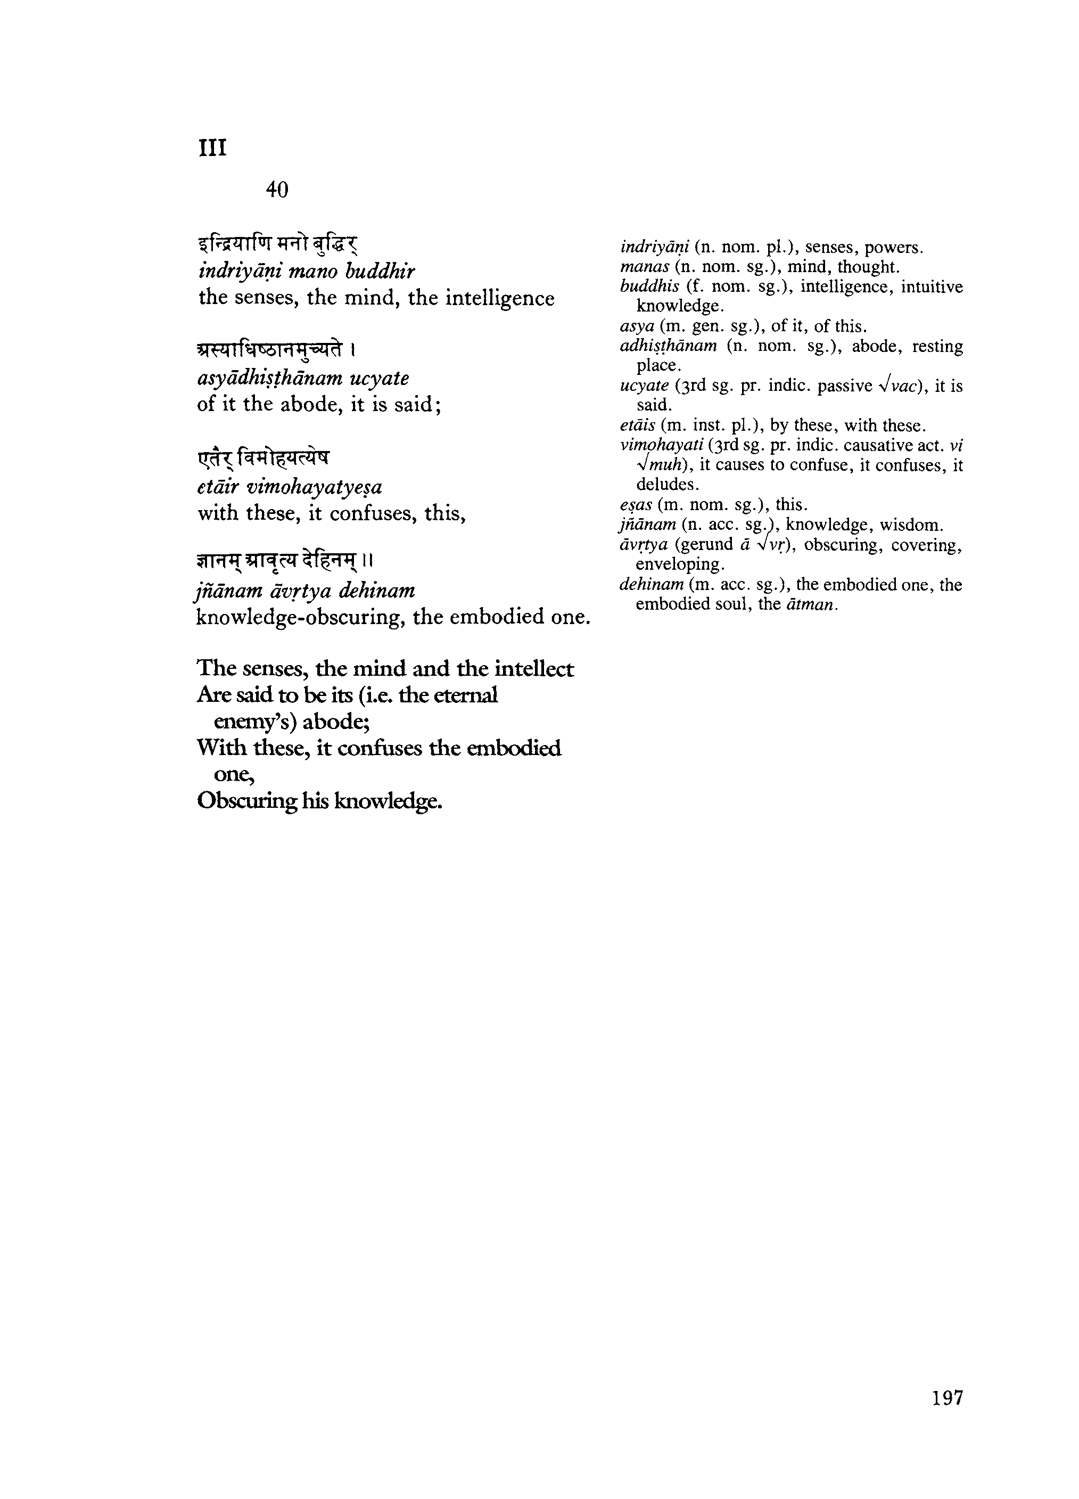 III
40
इन्द्रियाणि मनो बुद्धिर्
indriyāṇi mano buddhir
the senses, the mind, the intelligence
अस्याधिष्ठानमुच्यते ।
asyādhiṣṭhānam ucyate
of it the abode, it is said;
एतैर् विमोहयत्येष
etāir vimohayatyeṣa
with these, it confuses, this,
ज्ञानम् आवृत्य देहिनम् ॥
jñānam āvṛtya dehinam
knowledge-obscuring, the embodied one.
The senses, the mind and the intellect
Are said to be its (i.e. the eternal
enemy's) abode;
With these, it confuses the embodied
one,
Obscuring his knowledge.
indriyāṇi (n. nom. pl.), senses, powers.
manas (n. nom. sg.), mind, thought.
buddhis (f. nom. sg.), intelligence, intuitive
knowledge.
asya (m. gen. sg.), of it, of this.
adhiṣṭhānam (n. nom. sg.), abode, resting
place.
ucyate (3rd sg. pr. indic. passive √vac), it is
said.
etāis (m. inst. pl.), by these, with these.
vimohayati (3rd sg. pr. indic. causative act. vi
√muh), it causes to confuse, it confuses, it
deludes.
eṣas (m. nom. sg.), this.
jñānam (n. acc. sg.), knowledge, wisdom.
āvṛtya (gerund ā √vṛ), obscuring, covering,
enveloping.
dehinam (m. acc. sg.), the embodied one, the
embodied soul, the ātman.
197